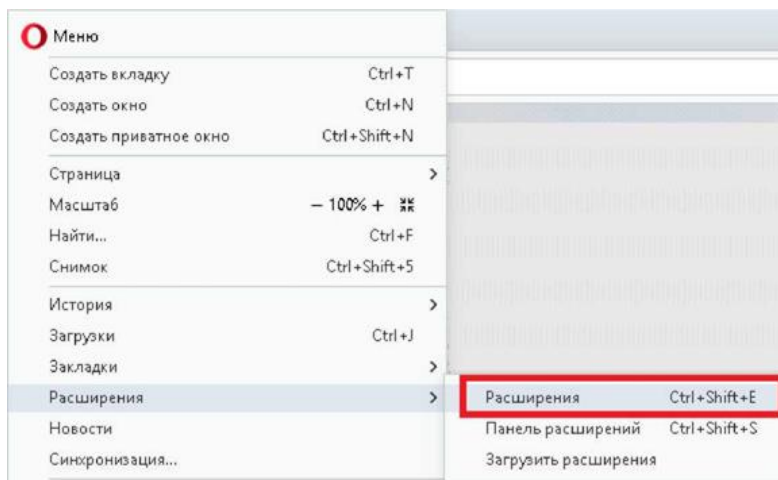 Меню
Создать вкладку Ctrl+T
Создать окно Ctrl+N
Создать приватное окно Ctrl+Shift+N
Страница >
Масштаб — 100% +
Найти... Ctrl+F
Снимок Ctrl+Shift+5
История >
Загрузки Ctrl+J
Закладки >
Расширения >
Новости
Синхронизация...
Расширения Ctrl+Shift+E
Панель расширений Ctrl+Shift+S
Загрузить расширения